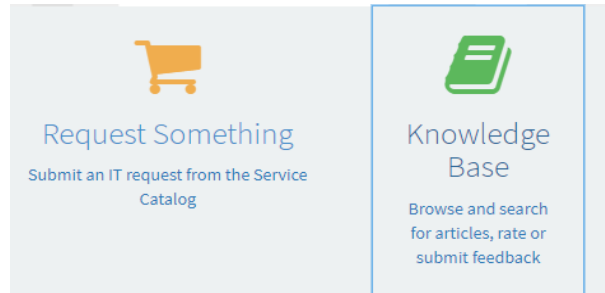 Request Something
Submit an IT request from the Service
Catalog
Knowledge
Base
Browse and search
for articles, rate or
submit feedback